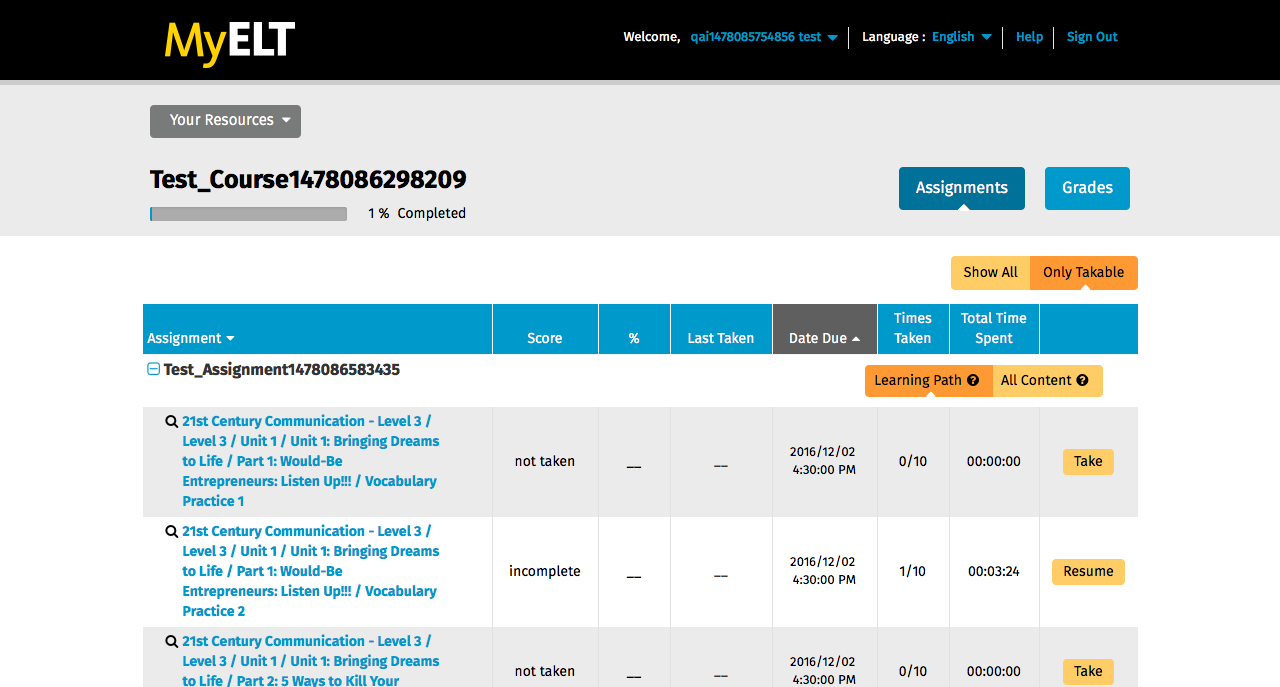 MyELT
Welcome, qai1478085754856 test
Language : English
Help
Sign Out
Your Resources
Test_Course1478086298209
1 % Completed
Assignments
Grades
Show All
Only Takable
Assignment
Score
%
Last Taken
Date Due
Times
Taken
Total Time
Spent
Test_Assignment1478086583435
Learning Path ?
All Content ?
21st Century Communication - Level 3 /
Level 3 / Unit 1 / Unit 1: Bringing Dreams
to Life / Part 1: Would-Be
Entrepreneurs: Listen Up!!! / Vocabulary
Practice 1
not taken
__
__
2016/12/02
4:30:00 PM
0/10
00:00:00
Take
21st Century Communication - Level 3 /
Level 3 / Unit 1 / Unit 1: Bringing Dreams
to Life / Part 1: Would-Be
Entrepreneurs: Listen Up!!! / Vocabulary
Practice 2
incomplete
__
__
2016/12/02
4:30:00 PM
1/10
00:03:24
Resume
21st Century Communication - Level 3 /
Level 3 / Unit 1 / Unit 1: Bringing Dreams
to Life / Part 2: 5 Ways to Kill Your
not taken
__
__
2016/12/02
4:30:00 PM
0/10
00:00:00
Take